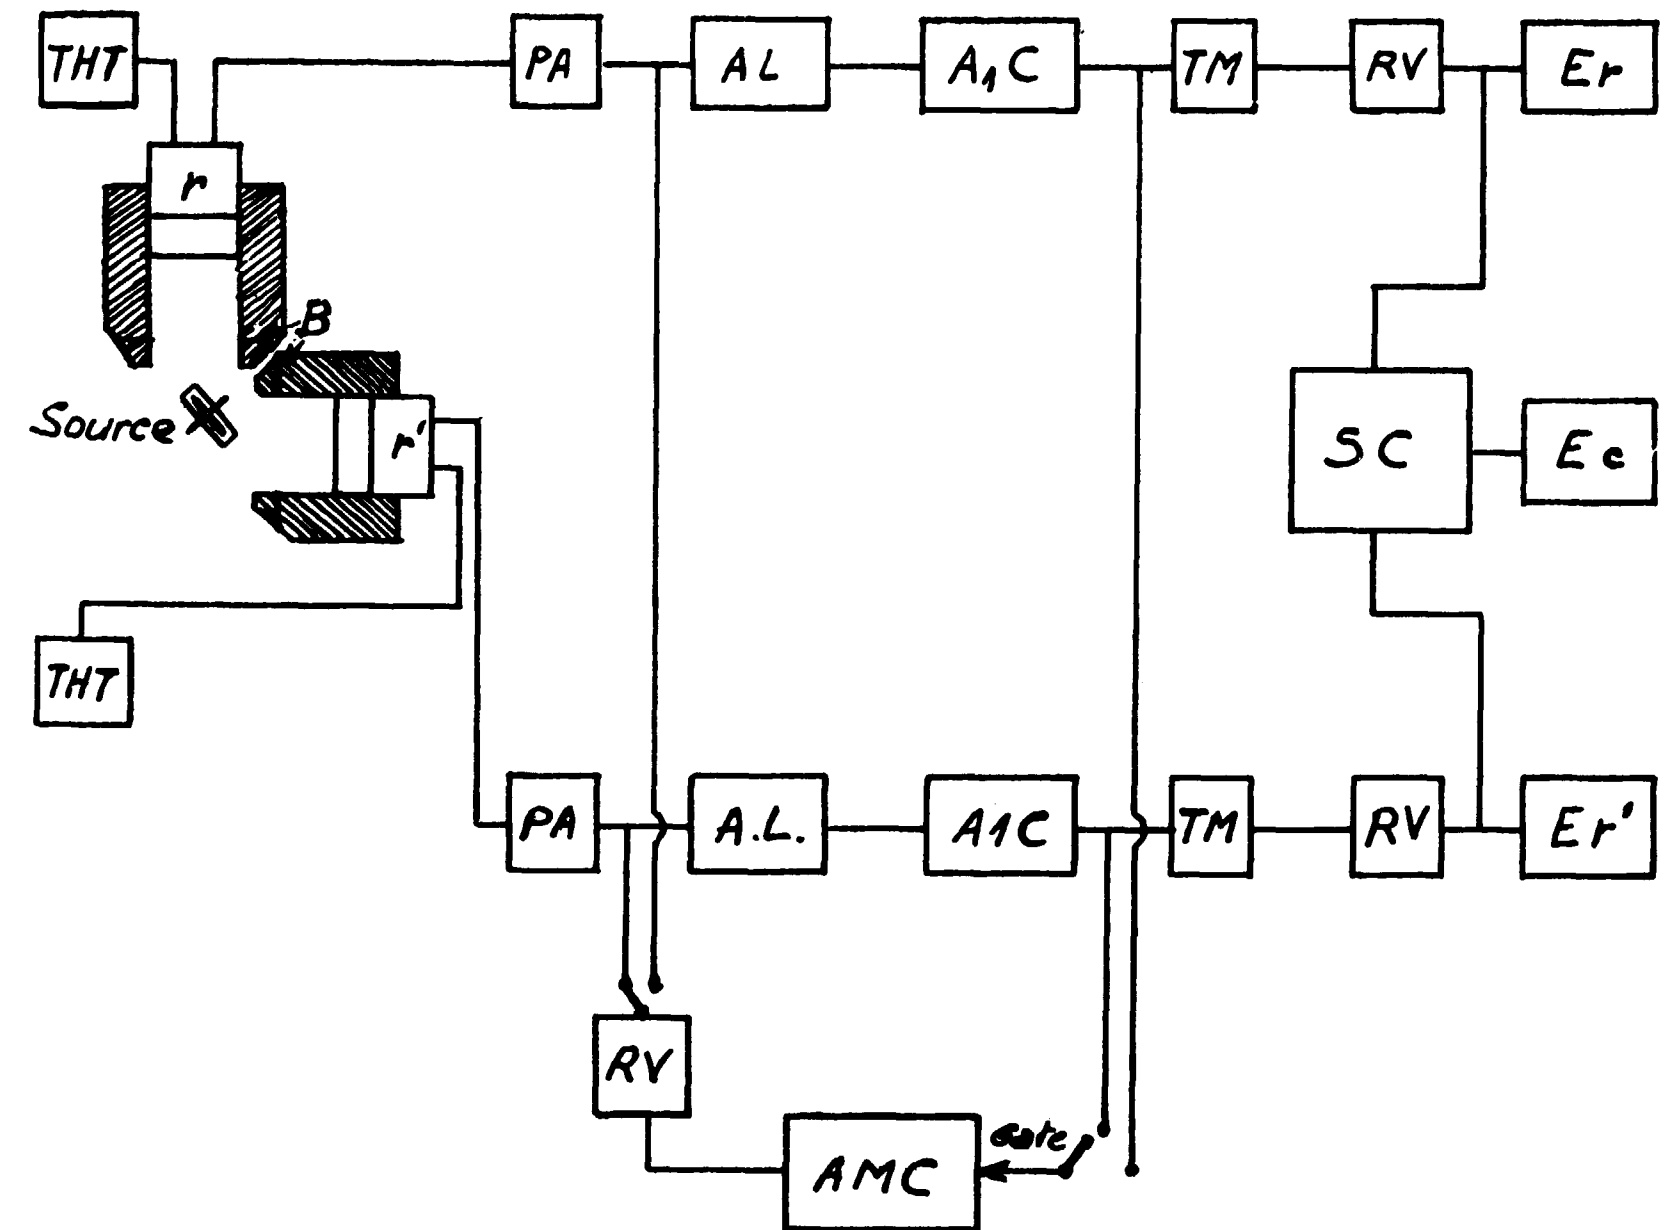 THT
PA
AL
A₁C
TM
RV
Er
r
B
Source
r'
SC
Ec
THT
PA
A.L.
A1C
TM
RV
Er'
RV
Gate
AMC